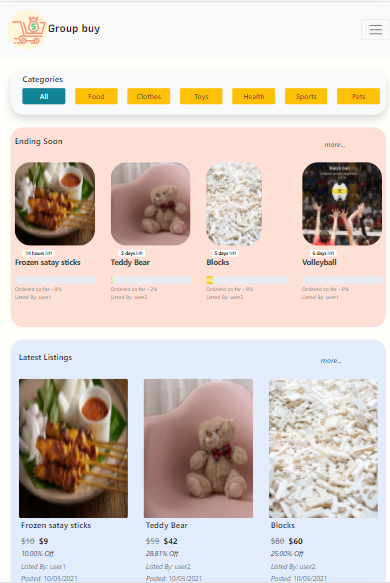 Group buy
Categories
All Food Clothes Toys Health Sports Pets
Ending Soon
more...
14 hours left 5 days left 5 days left 6 days left
Frozen satay sticks Teddy Bear Blocks Volleyball
Ordered so far - 0% Ordered so far - 2% Ordered so far - 8% Ordered so far - 0%
Listed By: user1 Listed By: user2 Listed By: user2 Listed By: user1
Latest Listings
more...
Frozen satay sticks Teddy Bear Blocks
$10 $9 $59 $42 $80 $60
10.00% Off 28.81% Off 25.00% Off
Listed By: user1 Listed By: user2 Listed By: user2
Posted: 10/03/2021 Posted: 10/03/2021 Posted: 10/03/2021